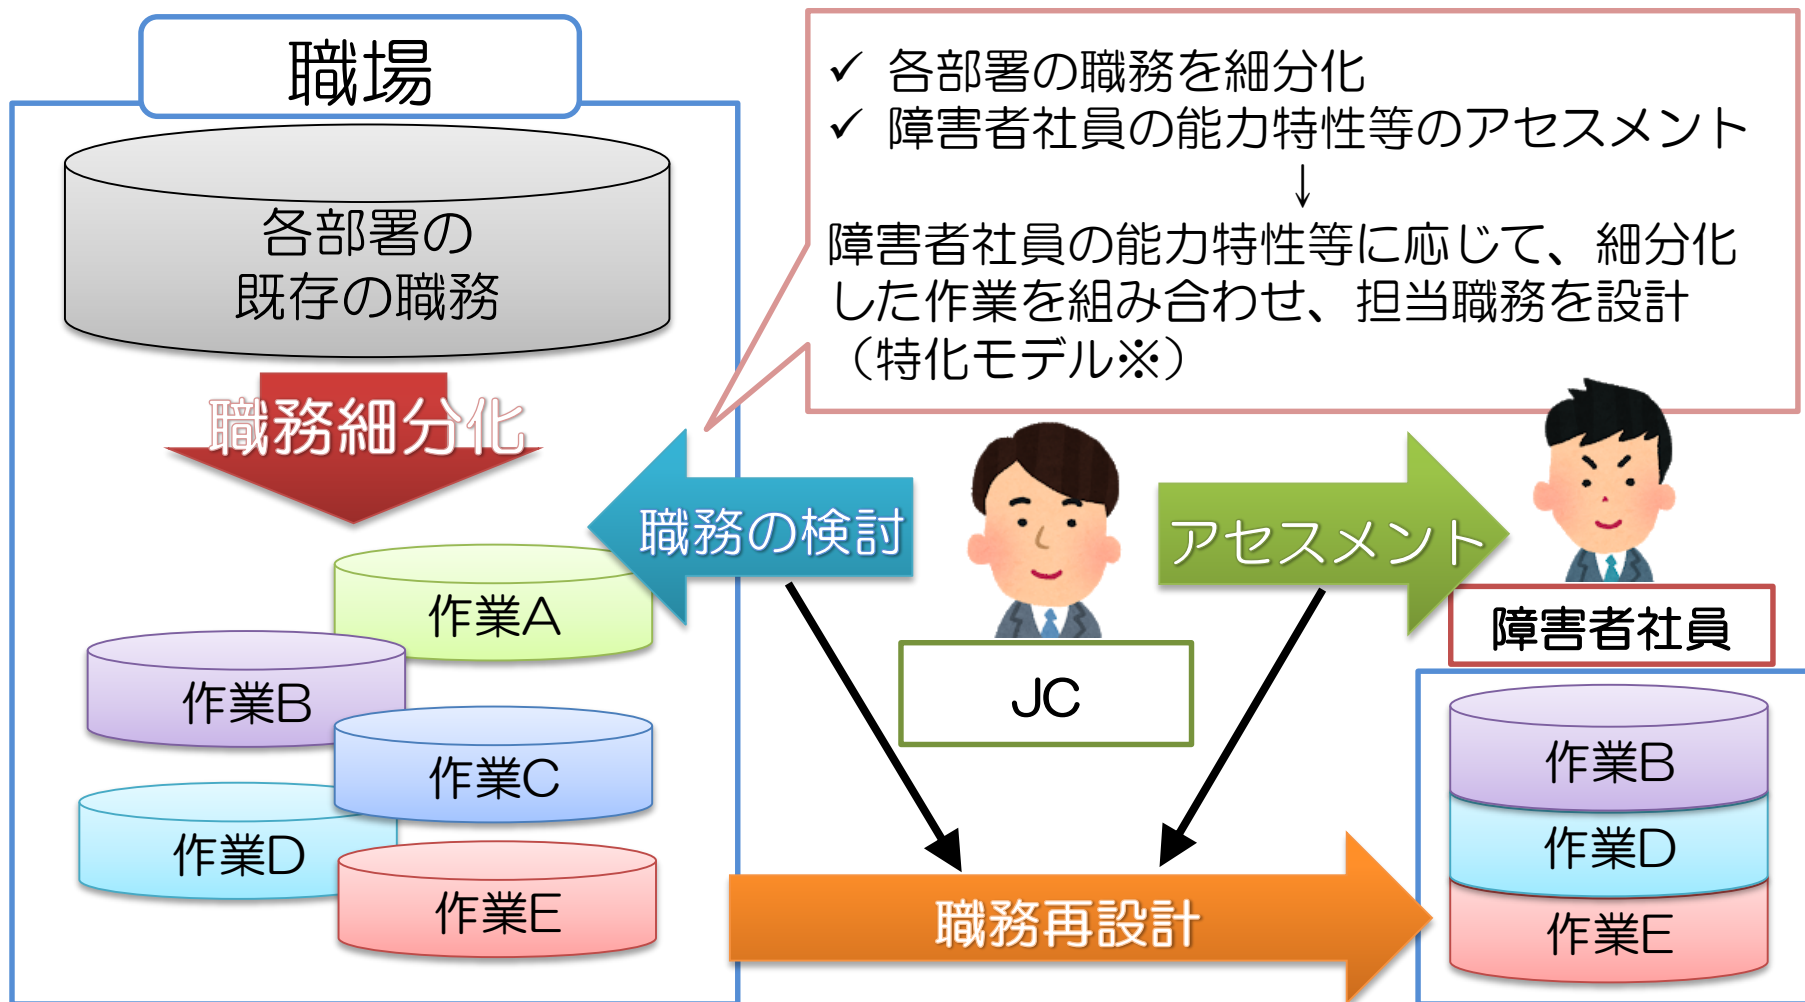 職場
各部署の
既存の職務
職務細分化
✓ 各部署の職務を細分化
✓ 障害者社員の能力特性等のアセスメント
↓
障害者社員の能力特性等に応じて、細分化
した作業を組み合わせ、担当職務を設計
（特化モデル※）
職務の検討
アセスメント
JC
障害者社員
作業A
作業B
作業C
作業D
作業E
職務再設計
作業B
作業D
作業E